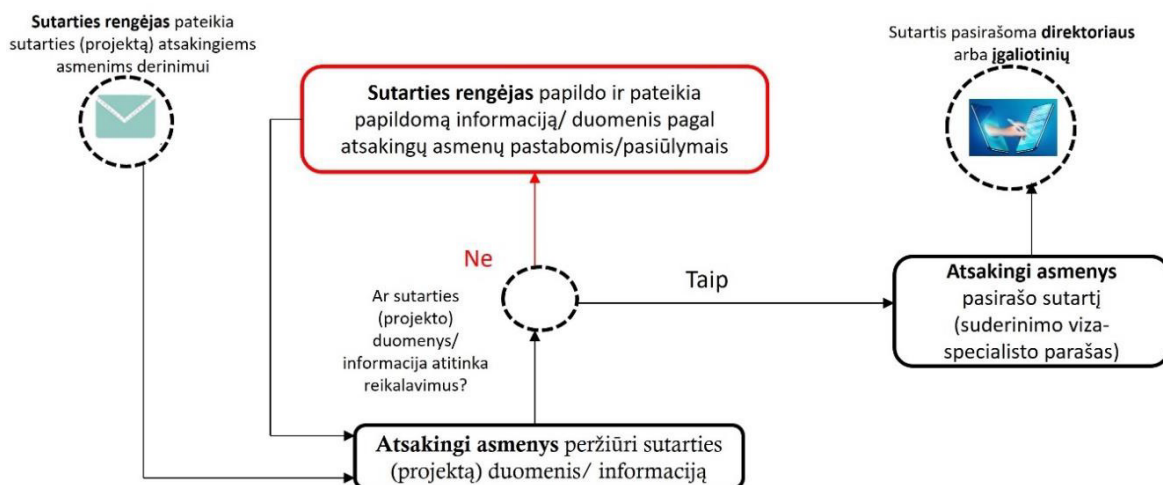 Sutarties rengėjas pateikia
sutarties (projektą) atsakingiems
asmenims derinimui
Sutarties rengėjas papildo ir pateikia
papildomą informaciją/ duomenis pagal
atsakingų asmenų pastabomis/pasiūlymais
Sutartis pasirašoma direktoriaus
arba įgaliotinių
Ne
Taip
Ar sutarties
(projekto)
duomenys/
informacija atitinka
reikalavimus?
Atsakingi asmenys
pasirašo sutartį
(suderinimo viza-
specialisto parašas)
Atsakingi asmenys peržiūri sutarties
(projektą) duomenis/ informaciją